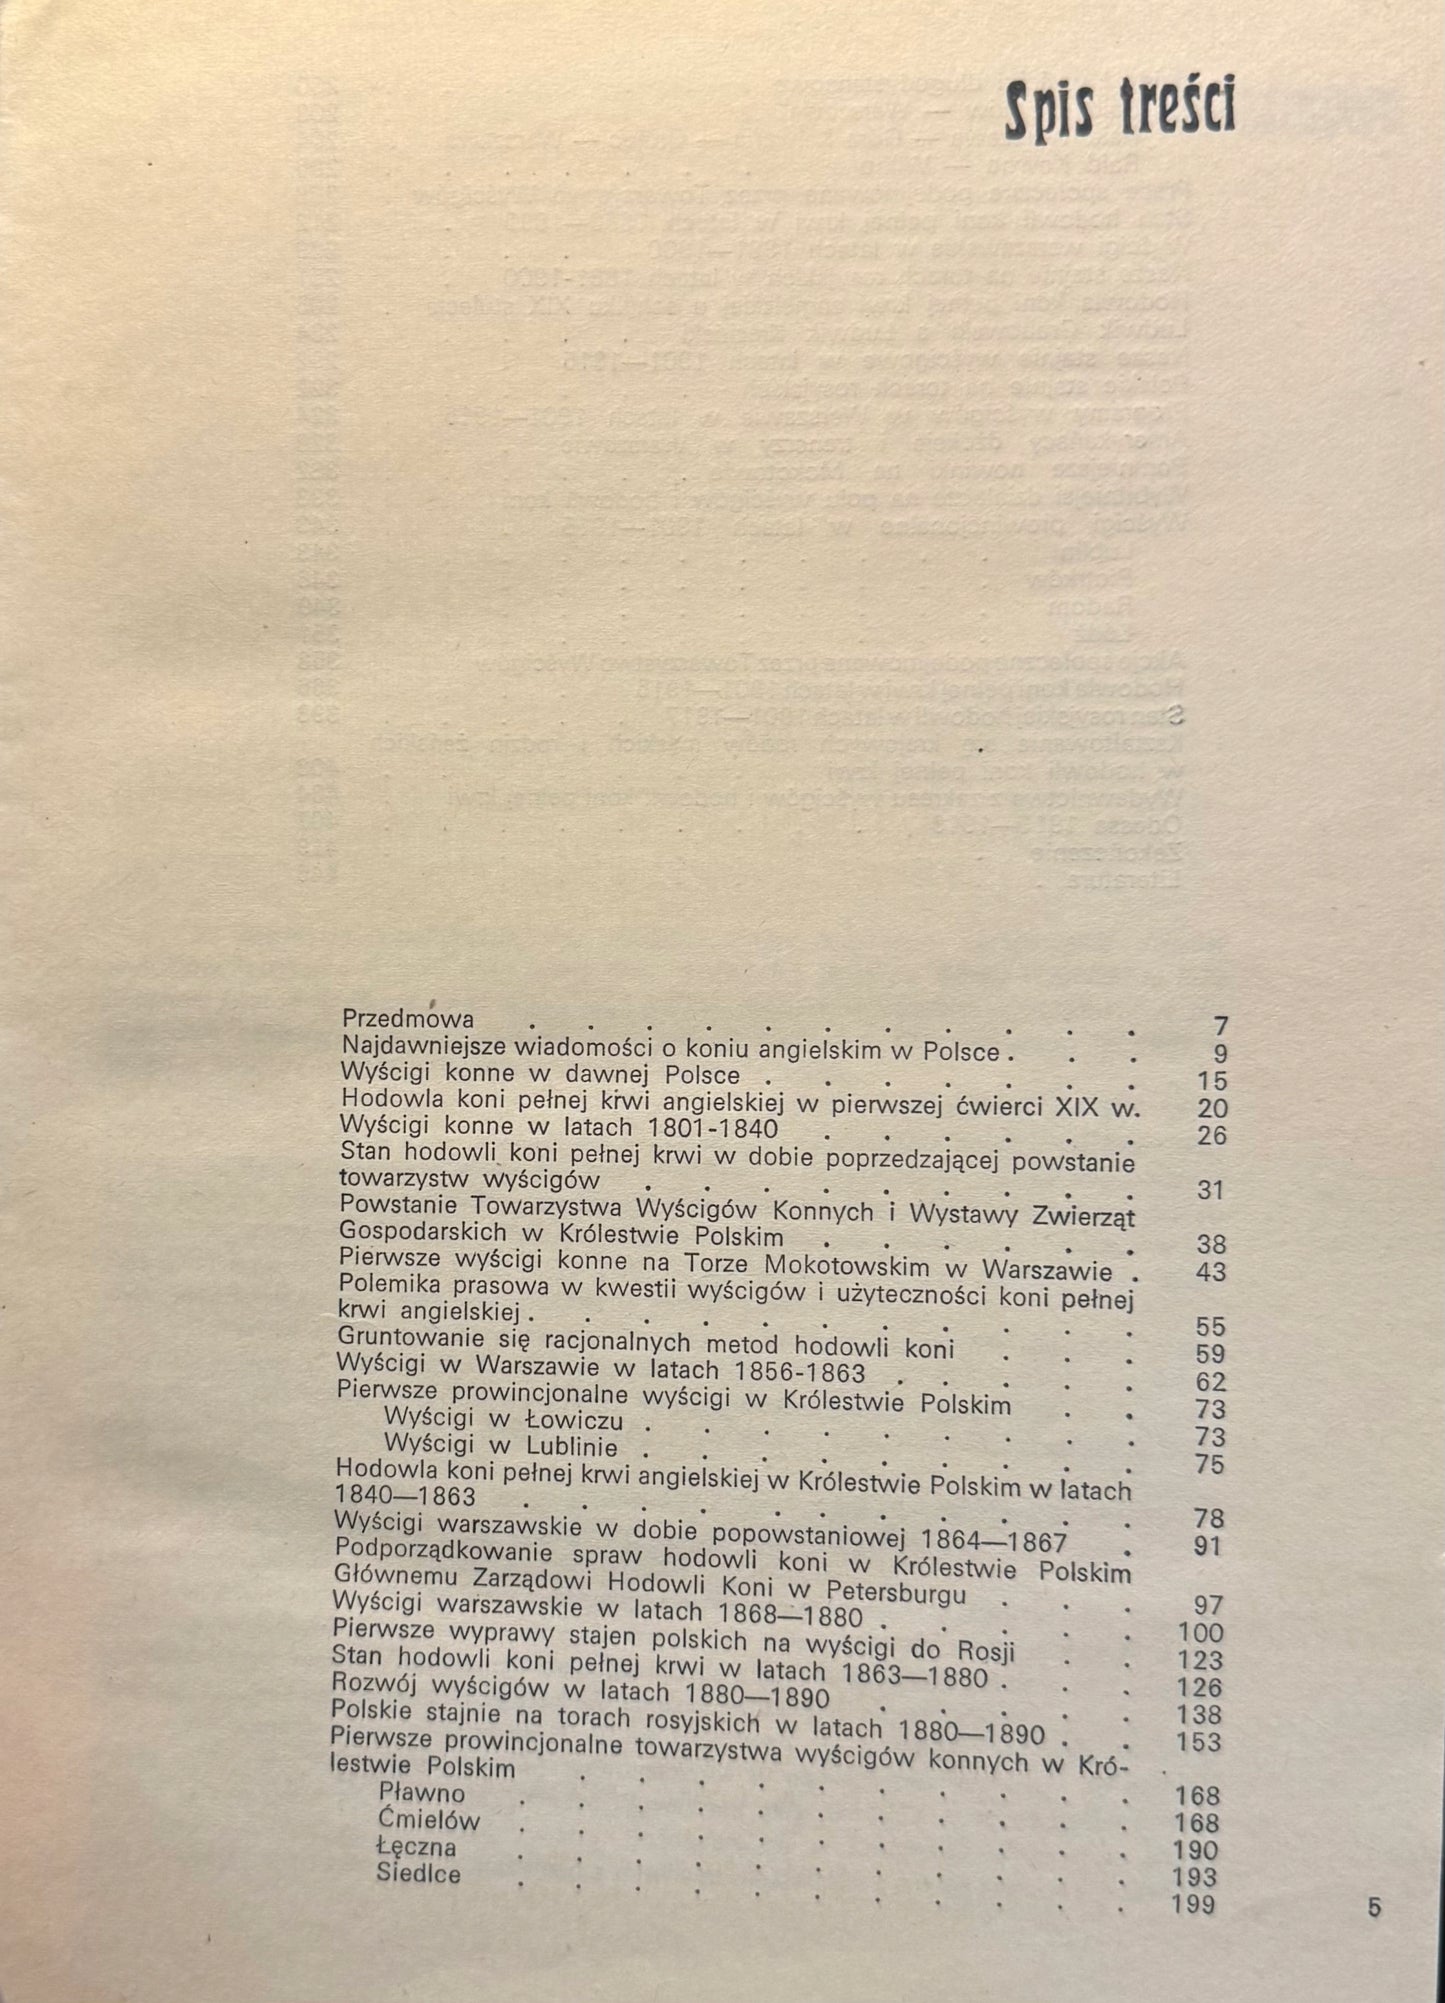 Spis treści
Przedmowa . . . . . . . . . . . 7
Najdawniejsze wiadomości o koniu angielskim w Polsce . . . 9
Wyścigi konne w dawnej Polsce . . . . . . . 15
Hodowla koni pełnej krwi angielskiej w pierwszej ćwierci XIX w. 20
Wyścigi konne w latach 1801-1840 . . . . . . 26
Stan hodowli koni pełnej krwi w dobie poprzedzającej powstanie
towarzystw wyścigów . . . . . . . . . 31
Powstanie Towarzystwa Wyścigów Konnych i Wystawy Zwierząt
Gospodarskich w Królestwie Polskim . . . . . . 38
Pierwsze wyścigi konne na Torze Mokotowskim w Warszawie . 43
Polemika prasowa w kwestii wyścigów i użyteczności koni pełnej
krwi angielskiej . . . . . . . . . . . 55
Gruntowanie się racjonalnych metod hodowli koni . . . 59
Wyścigi w Warszawie w latach 1856-1863 . . . . . 62
Pierwsze prowincjonalne wyścigi w Królestwie Polskim . . 73
Wyścigi w Łowiczu . . . . . . . . . 73
Wyścigi w Lublinie . . . . . . . . . 75
Hodowla koni pełnej krwi angielskiej w Królestwie Polskim w latach
1840—1863 . . . . . . . . . . . 78
Wyścigi warszawskie w dobie popowstaniowej 1864—1867 . 91
Podporządkowanie spraw hodowli koni w Królestwie Polskim
Głównemu Zarządowi Hodowli Koni w Petersburgu . . . 97
Wyścigi warszawskie w latach 1868—1880 . . . . . 100
Pierwsze wyprawy stajen polskich na wyścigi do Rosji . . 123
Stan hodowli koni pełnej krwi w latach 1863—1880 . . . 126
Rozwój wyścigów w latach 1880—1890 . . . . . 138
Polskie stajnie na torach rosyjskich w latach 1880—1890 . . 153
Pierwsze prowincjonalne towarzystwa wyścigów konnych w Kró-
lestwie Polskim . . . . . . . . . . 168
Pławno . . . . . . . . . . . 168
Ćmielów . . . . . . . . . . . 190
Łęczna . . . . . . . . . . . 193
Siedlce . . . . . . . . . . . 199
5